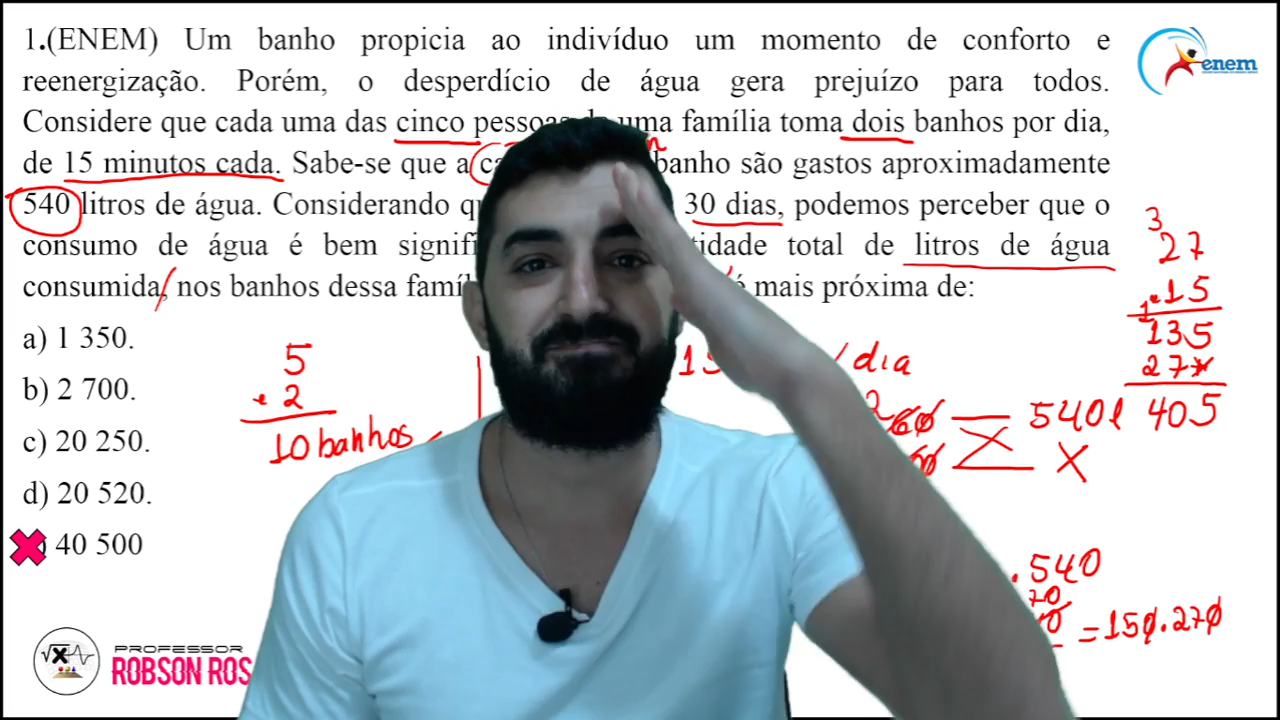 1.(ENEM) Um banho propicia ao indivíduo um momento de conforto e
reenergização. Porém, o desperdício de água gera prejuízo para todos.
Considere que cada uma das cinco pessoas uma família toma dois banhos por dia,
de 15 minutos cada. Sabe-se que a banho são gastos aproximadamente
540 litros de água. Considerando 30 dias, podemos perceber que o
consumo de água é bem total de litros de água
consumida, nos banhos dessa é mais próxima de:
a) 1 350.
b) 2 700.
c) 20 250.
d) 20 520.
40 500
5
. 2
10 banhos
/dia
540l
X
3
27
.15
1
135
27*
405
.540
= 150.270
enem
PROFESSOR
ROBSON ROS